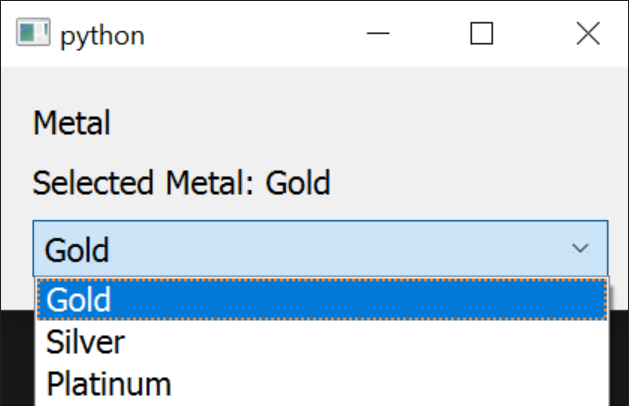 python
Metal
Selected Metal: Gold
Gold
Gold
Silver
Platinum